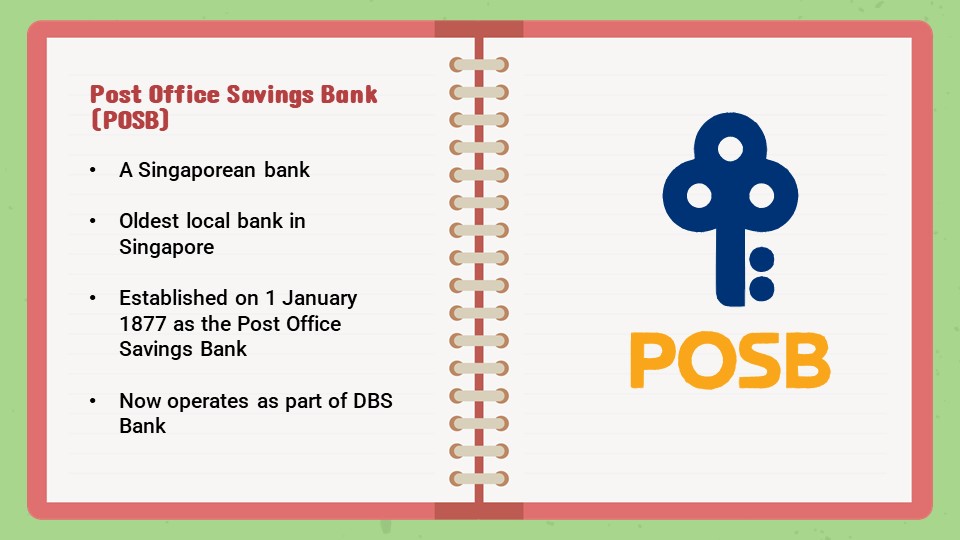 Post Office Savings Bank
(POSB)
• A Singaporean bank
• Oldest local bank in
Singapore
• Established on 1 January
1877 as the Post Office
Savings Bank
• Now operates as part of DBS
Bank
POSB